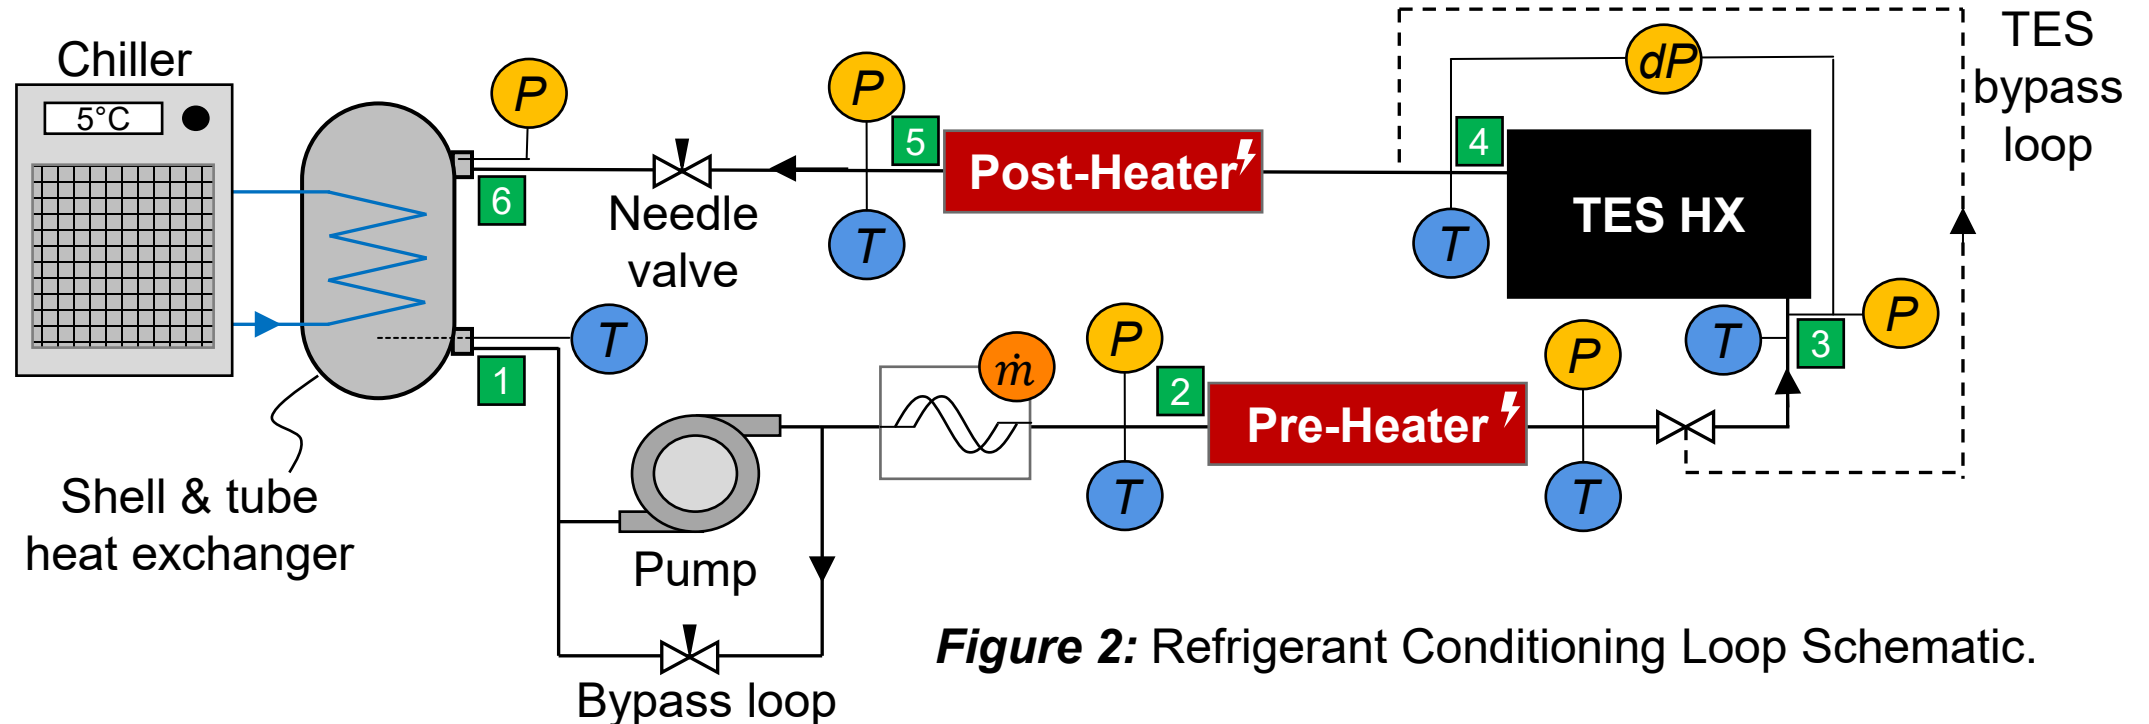 Chiller
5°C
P
6
Needle
valve
P
T
5
Post-Heater
T
4
dP
TES HX
TES
bypass
loop
T
3
P
1
T
Shell & tube
heat exchanger
Pump
ṁ
P
T
2
Pre-Heater
P
T
Bypass loop
Figure 2: Refrigerant Conditioning Loop Schematic.